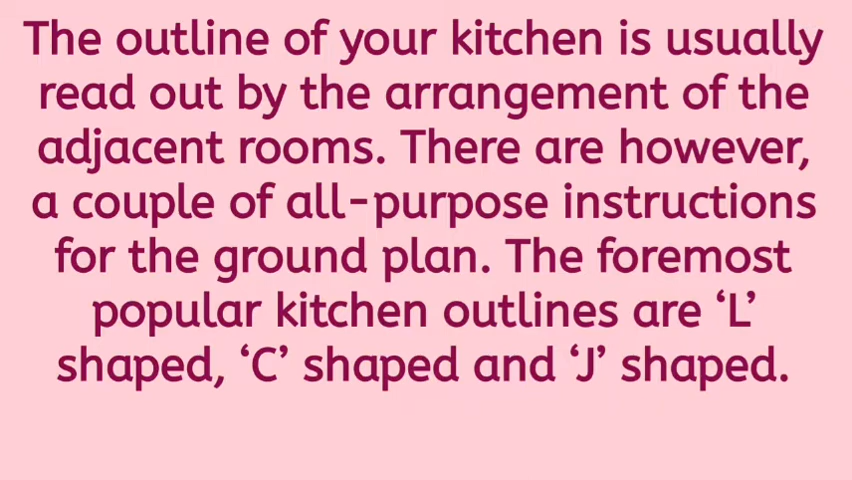 The outline of your kitchen is usually
read out by the arrangement of the
adjacent rooms. There are however,
a couple of all-purpose instructions
for the ground plan. The foremost
popular kitchen outlines are ‘L’
shaped, ‘C’ shaped and ‘J’ shaped.